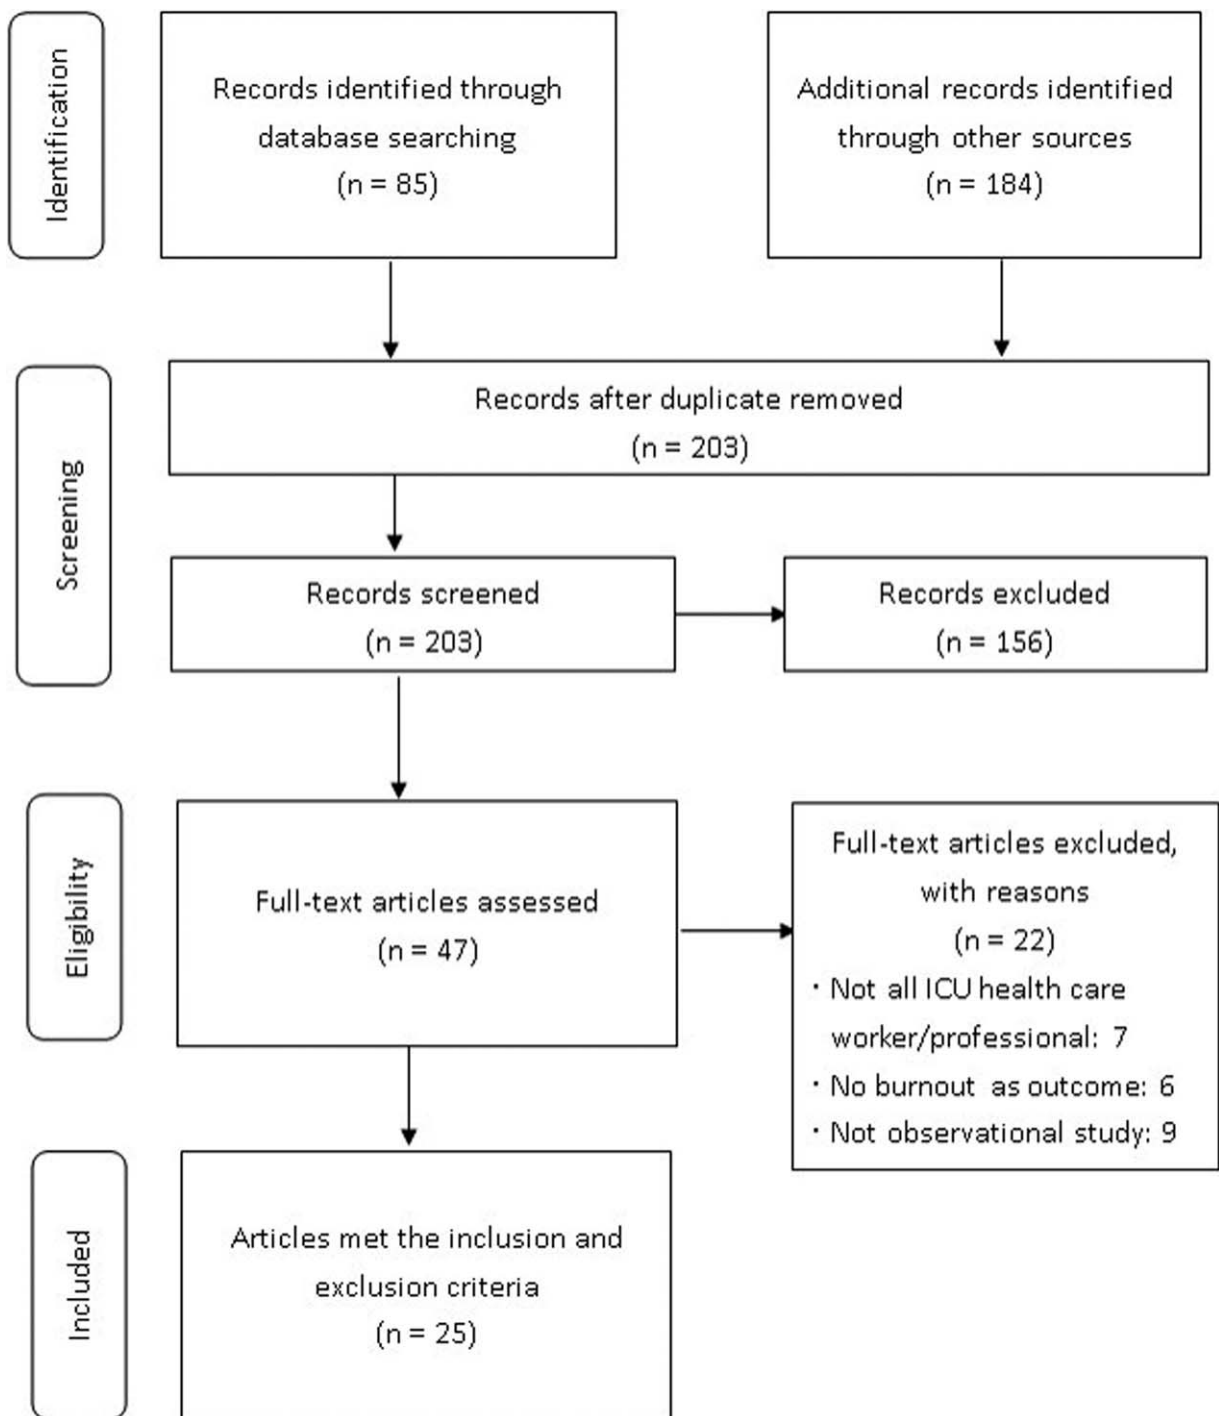 Identification
Records identified through
database searching
(n = 85)
Additional records identified
through other sources
(n = 184)
Screening
Records after duplicate removed
(n = 203)
Records screened
(n = 203)
Records excluded
(n = 156)
Eligibility
Full-text articles assessed
(n = 47)
Full-text articles excluded,
with reasons
(n = 22)
· Not all ICU health care
worker/professional: 7
· No burnout as outcome: 6
· Not observational study: 9
Included
Articles met the inclusion and
exclusion criteria
(n = 25)